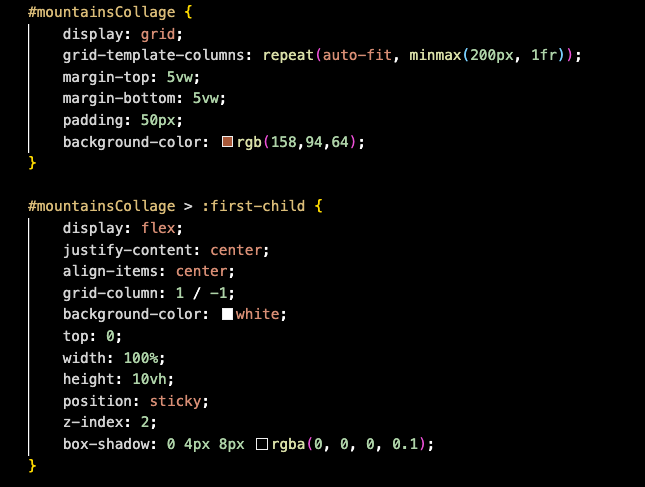 #mountainsCollage {
display: grid;
grid-template-columns: repeat(auto-fit, minmax(200px, 1fr));
margin-top: 5vw;
margin-bottom: 5vw;
padding: 50px;
background-color: rgb(158,94,64);
}
#mountainsCollage > :first-child {
display: flex;
justify-content: center;
align-items: center;
grid-column: 1 / -1;
background-color: white;
top: 0;
width: 100%;
height: 10vh;
position: sticky;
z-index: 2;
box-shadow: 0 4px 8px rgba(0, 0, 0, 0.1);
}